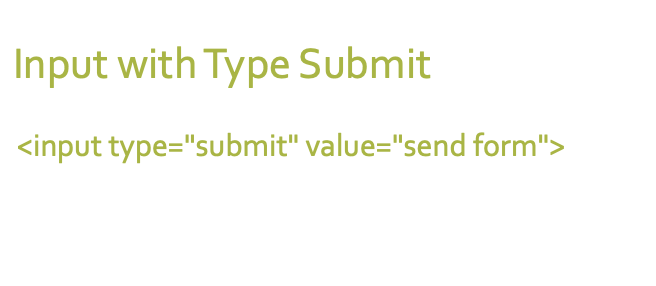 Input with Type Submit
<input type="submit" value="send form">